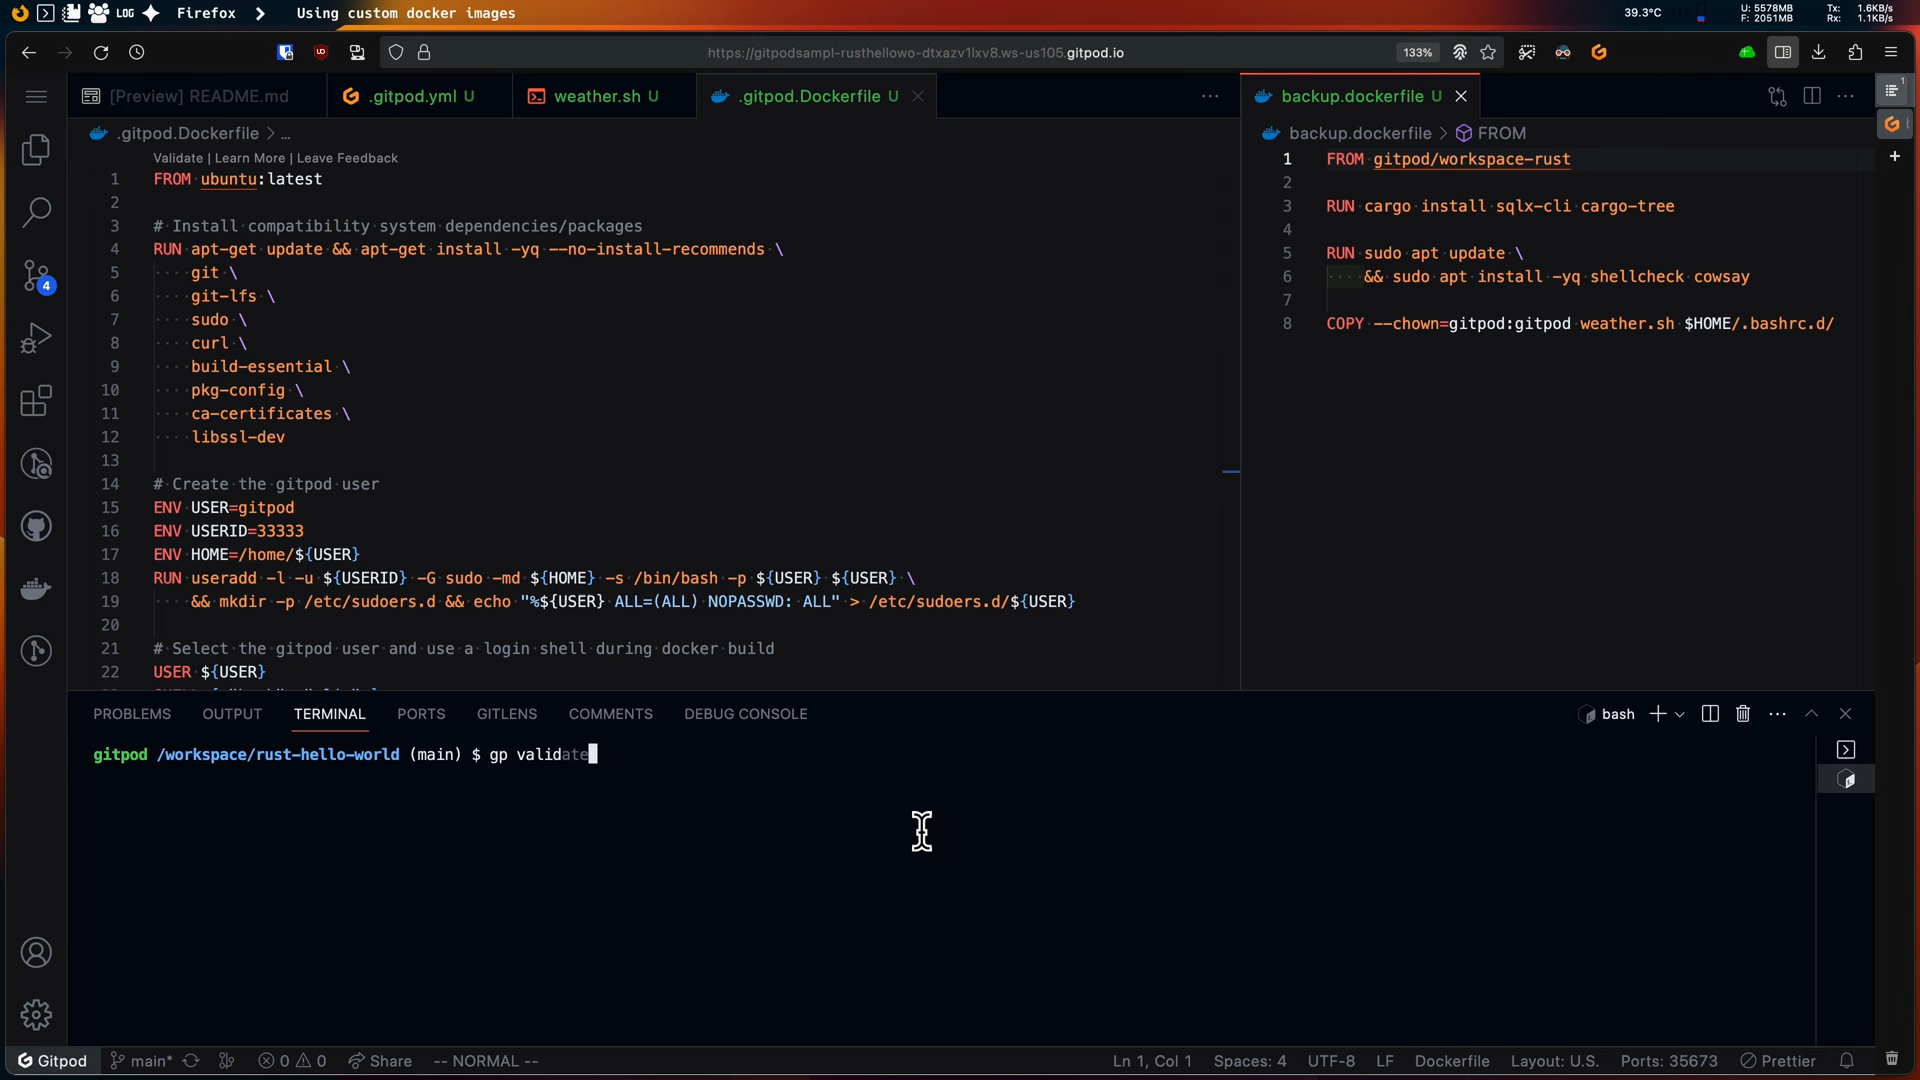 LOG
Firefox
Using custom docker images
39.3°C
U: 5578MB
F: 2051MB
Tx: 1.6KB/s
Rx: 1.1KB/s
https://gitpodsampl-rusthellowo-dtxazv1lxv8.ws-us105.gitpod.io
133%
[Preview] README.md
.gitpod.yml U
weather.sh U
.gitpod.Dockerfile U
backup.dockerfile U
.gitpod.Dockerfile > ...
Validate | Learn More | Leave Feedback
1 FROM ubuntu:latest
2
3 # Install compatibility system dependencies/packages
4 RUN apt-get update && apt-get install -yq --no-install-recommends \
5 git \
6 git-lfs \
7 sudo \
8 curl \
9 build-essential \
10 pkg-config \
11 ca-certificates \
12 libssl-dev
13
14 # Create the gitpod user
15 ENV USER=gitpod
16 ENV USERID=33333
17 ENV HOME=/home/${USER}
18 RUN useradd -l -u ${USERID} -G sudo -md ${HOME} -s /bin/bash -p ${USER} ${USER} \
19 && mkdir -p /etc/sudoers.d && echo "%${USER} ALL=(ALL) NOPASSWD: ALL" > /etc/sudoers.d/${USER}
20
21 # Select the gitpod user and use a login shell during docker build
22 USER ${USER}
backup.dockerfile > FROM
1 FROM gitpod/workspace-rust
2
3 RUN cargo install sqlx-cli cargo-tree
4
5 RUN sudo apt update \
6 && sudo apt install -yq shellcheck cowsay
7
8 COPY --chown=gitpod:gitpod weather.sh $HOME/.bashrc.d/
4
1
PROBLEMS OUTPUT TERMINAL PORTS GITLENS COMMENTS DEBUG CONSOLE
bash
gitpod /workspace/rust-hello-world (main) $ gp validate
Gitpod main* 0 0 Share -- NORMAL --
Ln 1, Col 1 Spaces: 4 UTF-8 LF Dockerfile Layout: U.S. Ports: 35673 Prettier